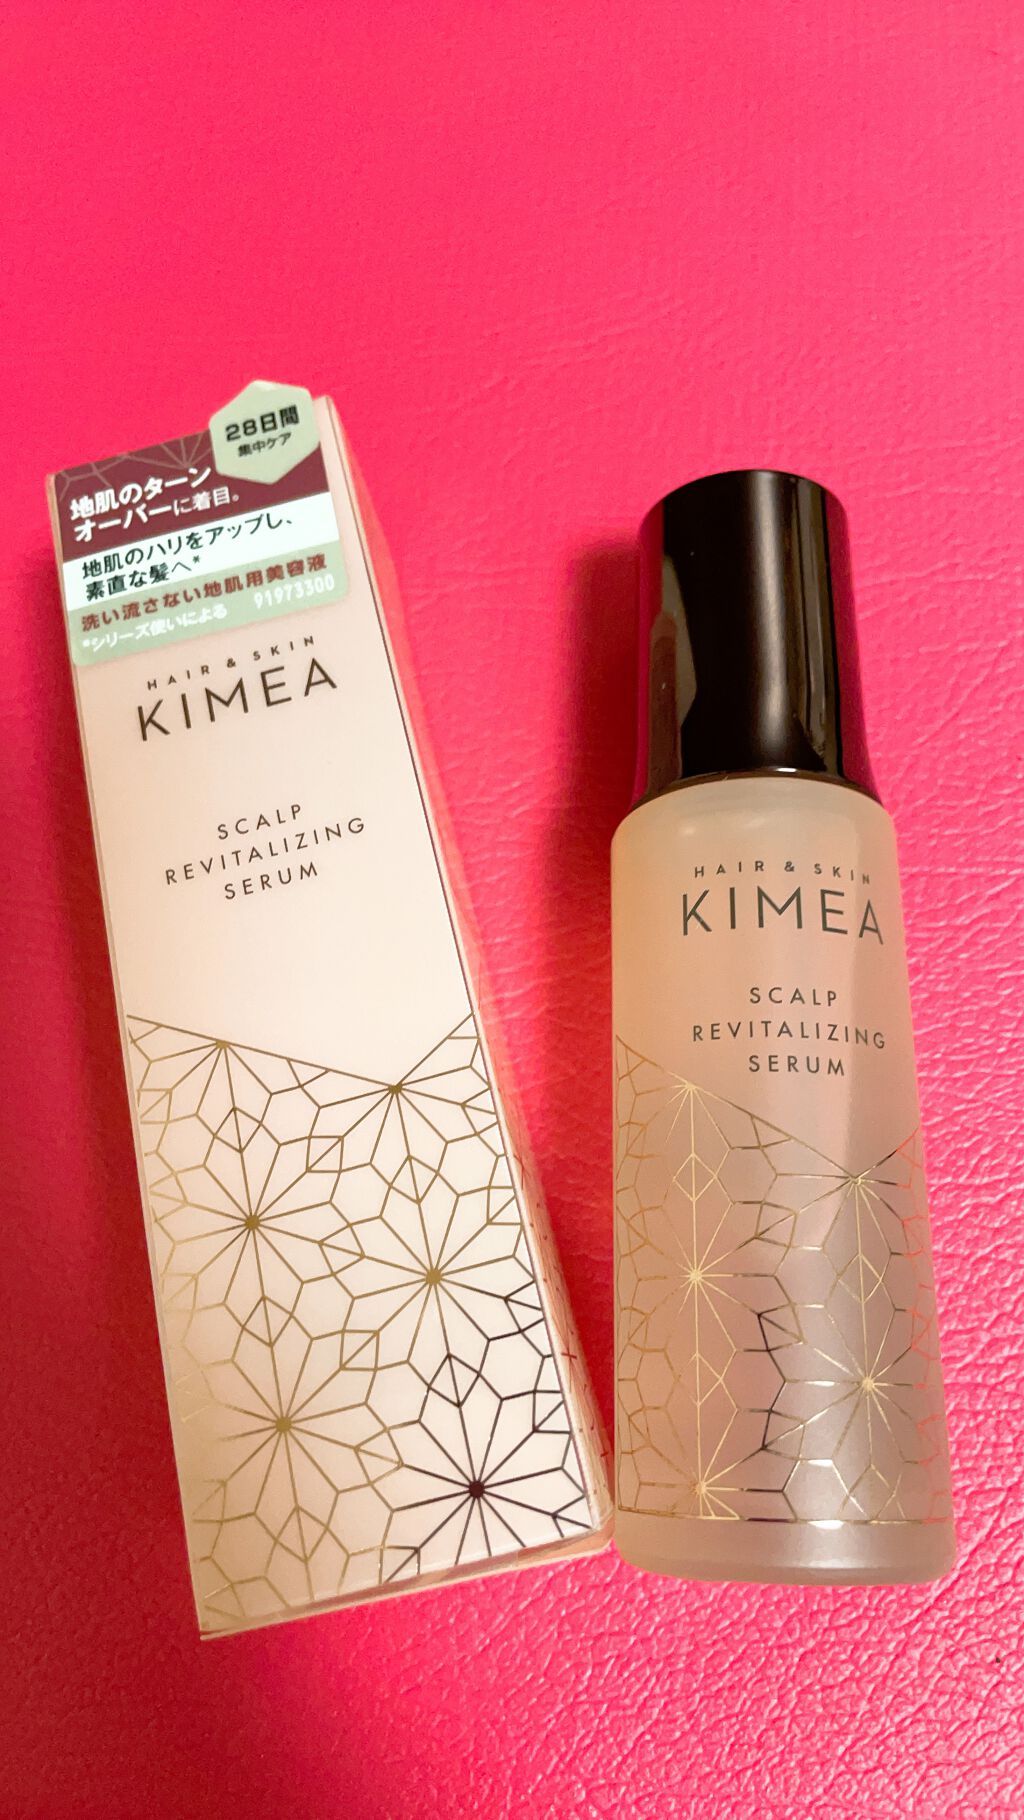 28日間
集中ケア
地肌のターン
オーバーに着目。
地肌のハリをアップし、
素直な髪へ*
洗い流さない地肌用美容液
*シリーズ使いによる 91973300
HAIR & SKIN
KIMEA
SCALP
REVITALIZING
SERUM
HAIR & SKIN
KIMEA
SCALP
REVITALIZING
SERUM